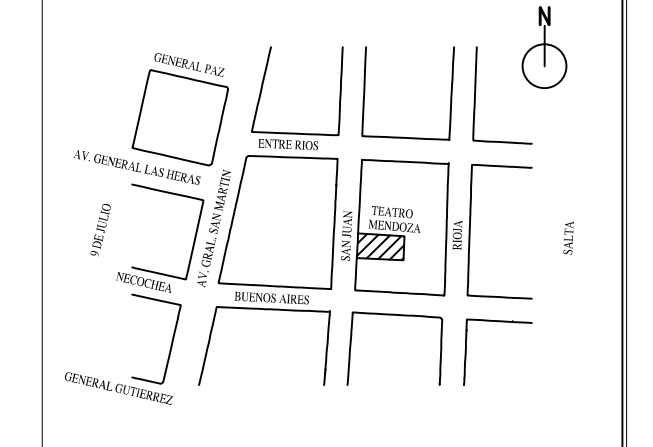 N
GENERAL PAZ
ENTRE RIOS
AV. GENERAL LAS HERAS
AV. GRAL. SAN MARTIN
9 DE JULIO
SAN JUAN
TEATRO
MENDOZA
RIOJA
SALTA
NECOCHEA
BUENOS AIRES
GENERAL GUTIERREZ